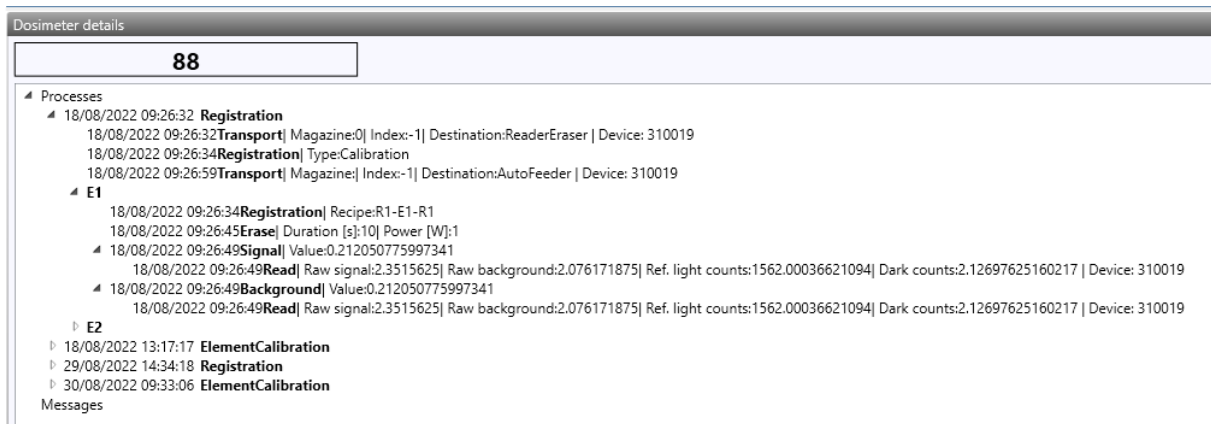 Dosimeter details
88
Processes
18/08/2022 09:26:32 Registration
18/08/2022 09:26:32Transport| Magazine:0| Index:-1| Destination:ReaderEraser | Device: 310019
18/08/2022 09:26:34Registration| Type:Calibration
18/08/2022 09:26:59Transport| Magazine:| Index:-1| Destination:AutoFeeder | Device: 310019
E1
18/08/2022 09:26:34Registration| Recipe:R1-E1-R1
18/08/2022 09:26:45Erase| Duration [s]:10| Power [W]:1
18/08/2022 09:26:49Signal| Value:0.212050775997341
18/08/2022 09:26:49Read| Raw signal:2.3515625| Raw background:2.076171875| Ref. light counts:1562.00036621094| Dark counts:2.12697625160217 | Device: 310019
18/08/2022 09:26:49Background| Value:0.212050775997341
18/08/2022 09:26:49Read| Raw signal:2.3515625| Raw background:2.076171875| Ref. light counts:1562.00036621094| Dark counts:2.12697625160217 | Device: 310019
E2
18/08/2022 13:17:17 ElementCalibration
29/08/2022 14:34:18 Registration
30/08/2022 09:33:06 ElementCalibration
Messages